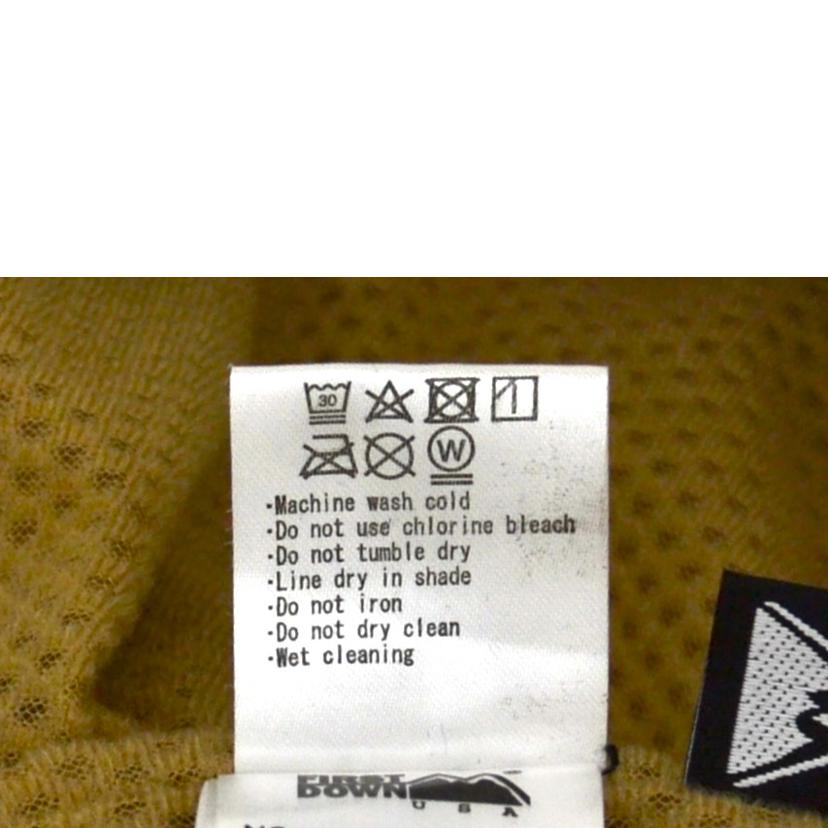 30
W
·Machine wash cold
·Do not use chlorine bleach
·Do not tumble dry
·Line dry in shade
·Do not iron
·Do not dry clean
·Wet cleaning
FIRST
DOWN
USA